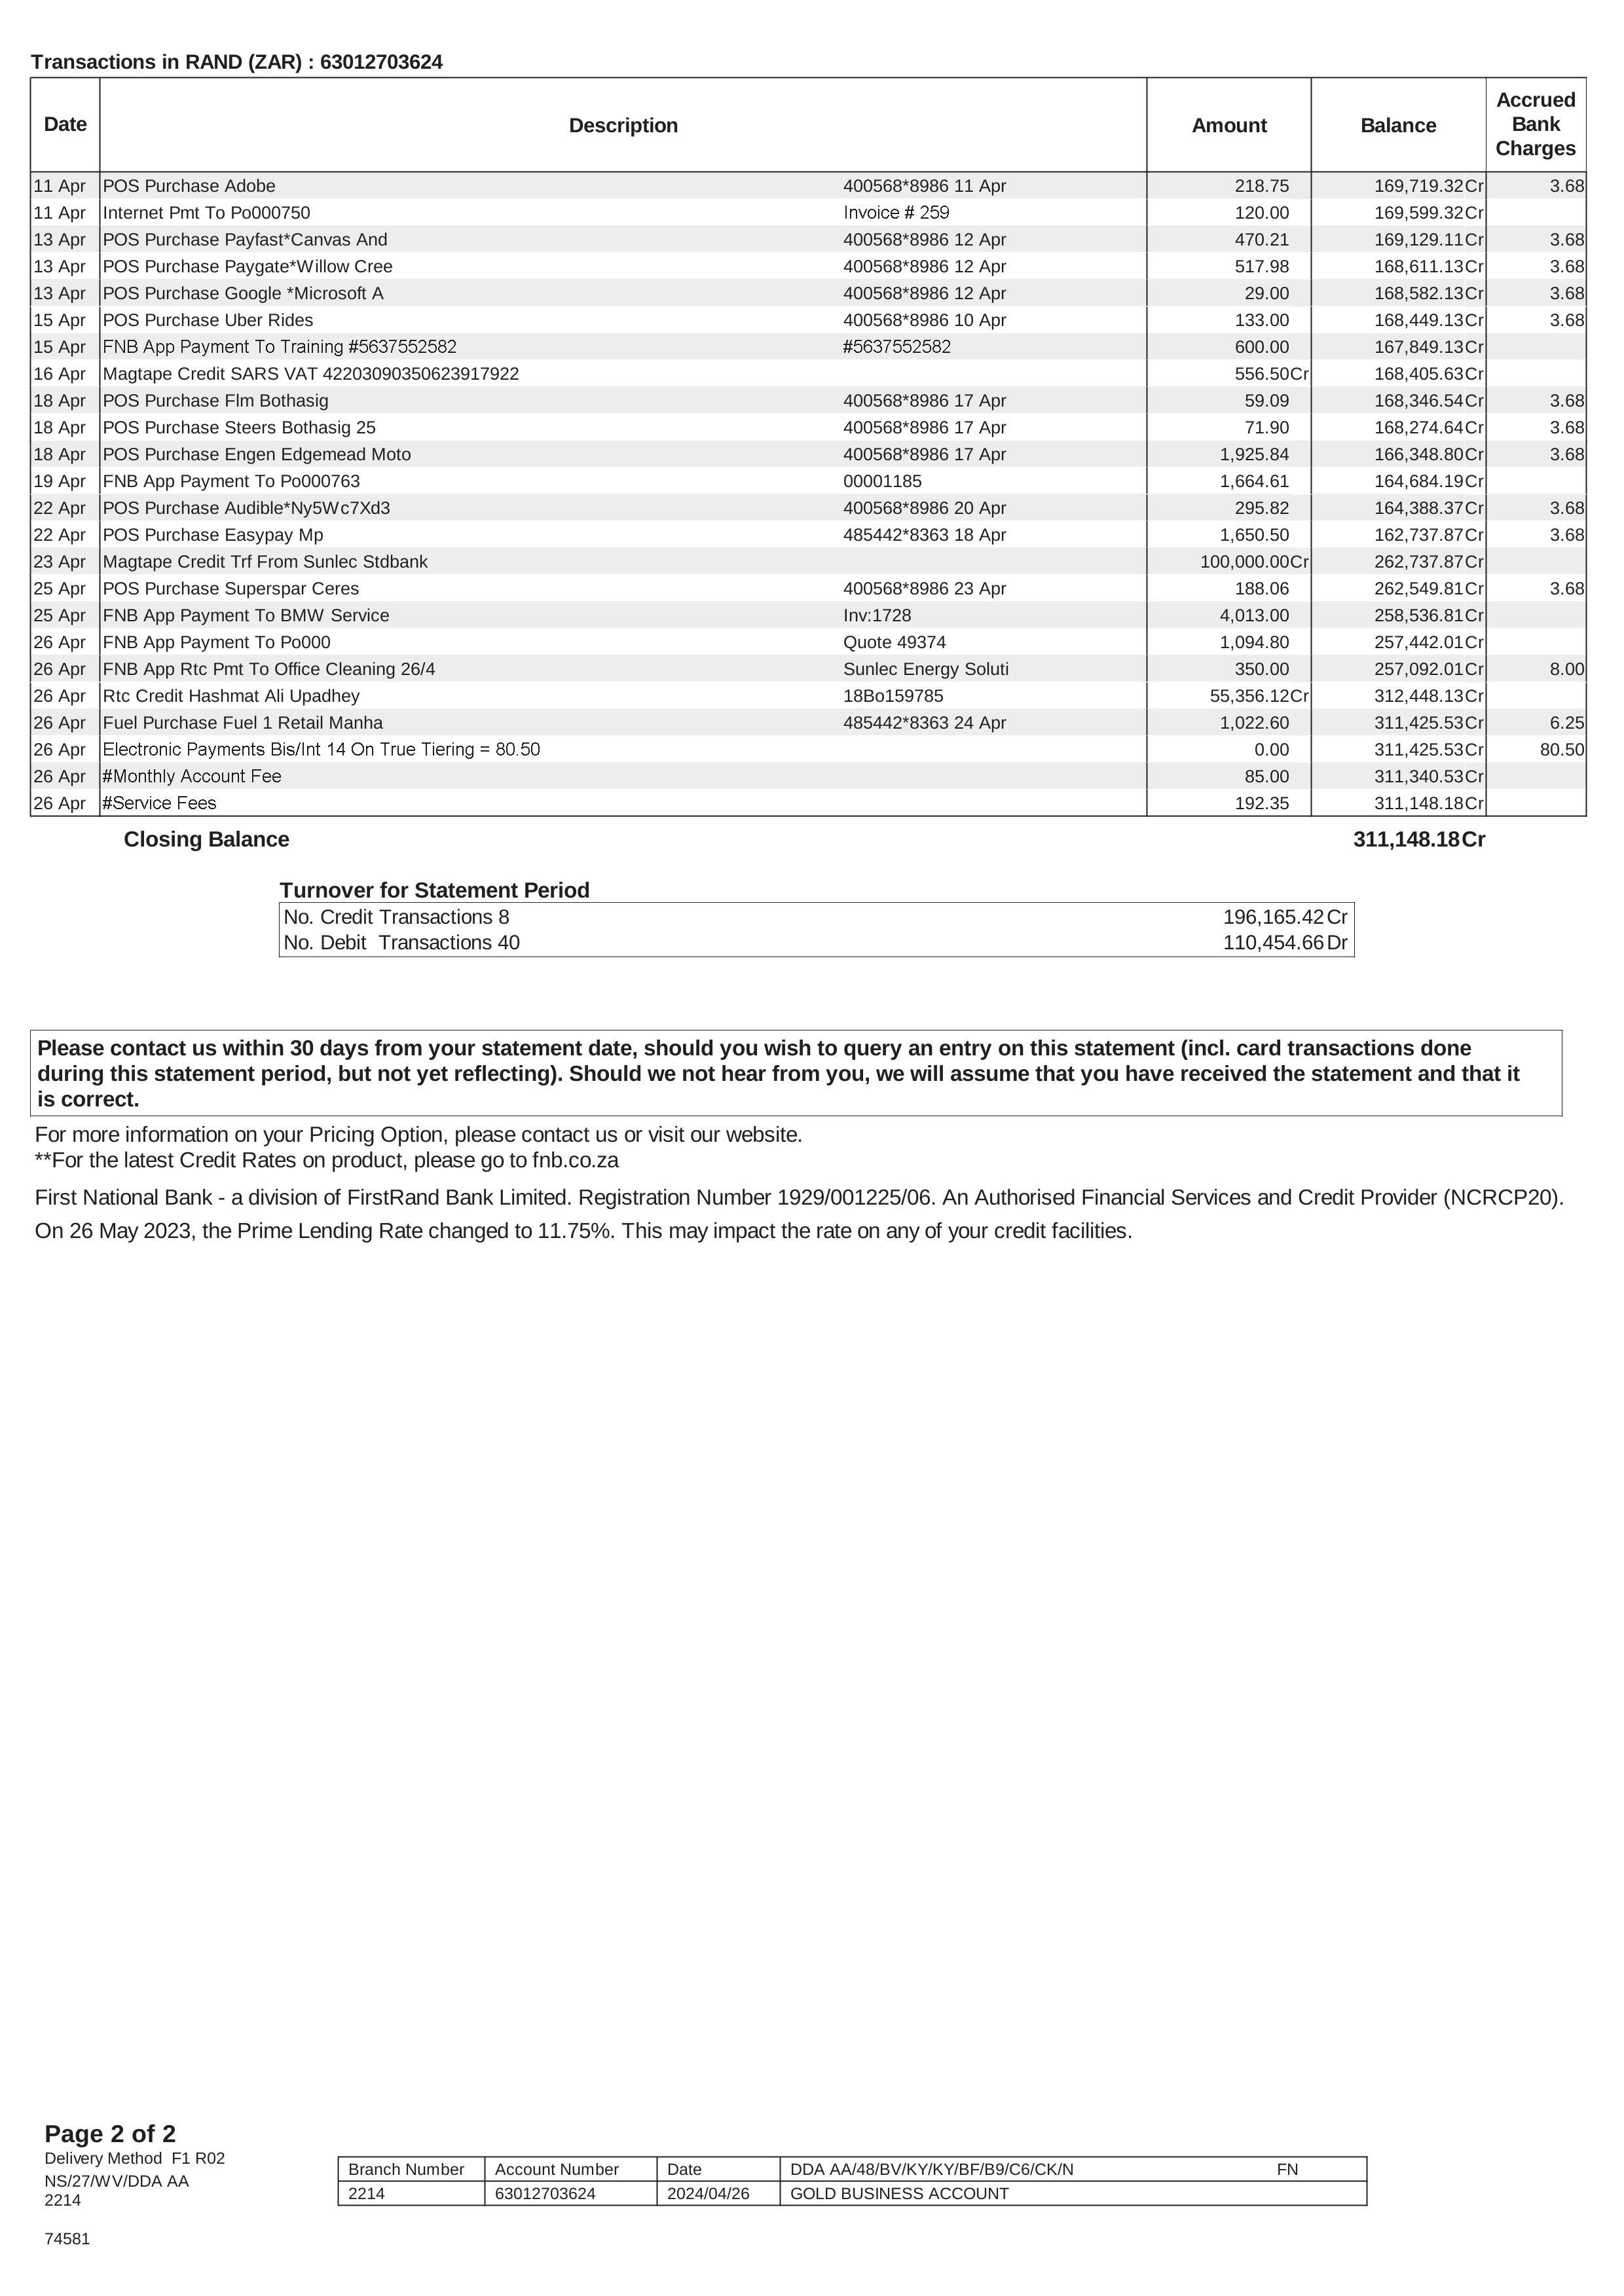 Transactions in RAND (ZAR) : 63012703624
Date Description Amount Balance Accrued Bank Charges
11 Apr POS Purchase Adobe 400568*8986 11 Apr 218.75 169,719.32Cr 3.68
11 Apr Internet Pmt To Po000750 Invoice # 259 120.00 169,599.32Cr
13 Apr POS Purchase Payfast*Canvas And 400568*8986 12 Apr 470.21 169,129.11Cr 3.68
13 Apr POS Purchase Paygate*Willow Cree 400568*8986 12 Apr 517.98 168,611.13Cr 3.68
13 Apr POS Purchase Google *Microsoft A 400568*8986 12 Apr 29.00 168,582.13Cr 3.68
15 Apr POS Purchase Uber Rides 400568*8986 10 Apr 133.00 168,449.13Cr 3.68
15 Apr FNB App Payment To Training #5637552582 #5637552582 600.00 167,849.13Cr
16 Apr Magtape Credit SARS VAT 42203090350623917922 556.50Cr 168,405.63Cr
18 Apr POS Purchase Flm Bothasig 400568*8986 17 Apr 59.09 168,346.54Cr 3.68
18 Apr POS Purchase Steers Bothasig 25 400568*8986 17 Apr 71.90 168,274.64Cr 3.68
18 Apr POS Purchase Engen Edgemead Moto 400568*8986 17 Apr 1,925.84 166,348.80Cr 3.68
19 Apr FNB App Payment To Po000763 00001185 1,664.61 164,684.19Cr
22 Apr POS Purchase Audible*Ny5Wc7Xd3 400568*8986 20 Apr 295.82 164,388.37Cr 3.68
22 Apr POS Purchase Easypay Mp 485442*8363 18 Apr 1,650.50 162,737.87Cr 3.68
23 Apr Magtape Credit Trf From Sunlec Stdbank 100,000.00Cr 262,737.87Cr
25 Apr POS Purchase Superspar Ceres 400568*8986 23 Apr 188.06 262,549.81Cr 3.68
25 Apr FNB App Payment To BMW Service Inv:1728 4,013.00 258,536.81Cr
26 Apr FNB App Payment To Po000 Quote 49374 1,094.80 257,442.01Cr
26 Apr FNB App Rtc Pmt To Office Cleaning 26/4 Sunlec Energy Soluti 350.00 257,092.01Cr 8.00
26 Apr Rtc Credit Hashmat Ali Upadhey 18Bo159785 55,356.12Cr 312,448.13Cr
26 Apr Fuel Purchase Fuel 1 Retail Manha 485442*8363 24 Apr 1,022.60 311,425.53Cr 6.25
26 Apr Electronic Payments Bis/Int 14 On True Tiering = 80.50 0.00 311,425.53Cr 80.50
26 Apr #Monthly Account Fee 85.00 311,340.53Cr
26 Apr #Service Fees 192.35 311,148.18Cr
Closing Balance 311,148.18Cr
Turnover for Statement Period
No. Credit Transactions 8 196,165.42Cr
No. Debit Transactions 40 110,454.66Dr
Please contact us within 30 days from your statement date, should you wish to query an entry on this statement (incl. card transactions done
during this statement period, but not yet reflecting). Should we not hear from you, we will assume that you have received the statement and that it
is correct.
For more information on your Pricing Option, please contact us or visit our website.
**For the latest Credit Rates on product, please go to fnb.co.za
First National Bank - a division of FirstRand Bank Limited. Registration Number 1929/001225/06. An Authorised Financial Services and Credit Provider (NCRCP20).
On 26 May 2023, the Prime Lending Rate changed to 11.75%. This may impact the rate on any of your credit facilities.
Page 2 of 2
Delivery Method F1 R02
NS/27/WV/DDA AA
2214
74581
Branch Number Account Number Date DDA AA/48/BV/KY/KY/BF/B9/C6/CK/N FN
2214 63012703624 2024/04/26 GOLD BUSINESS ACCOUNT